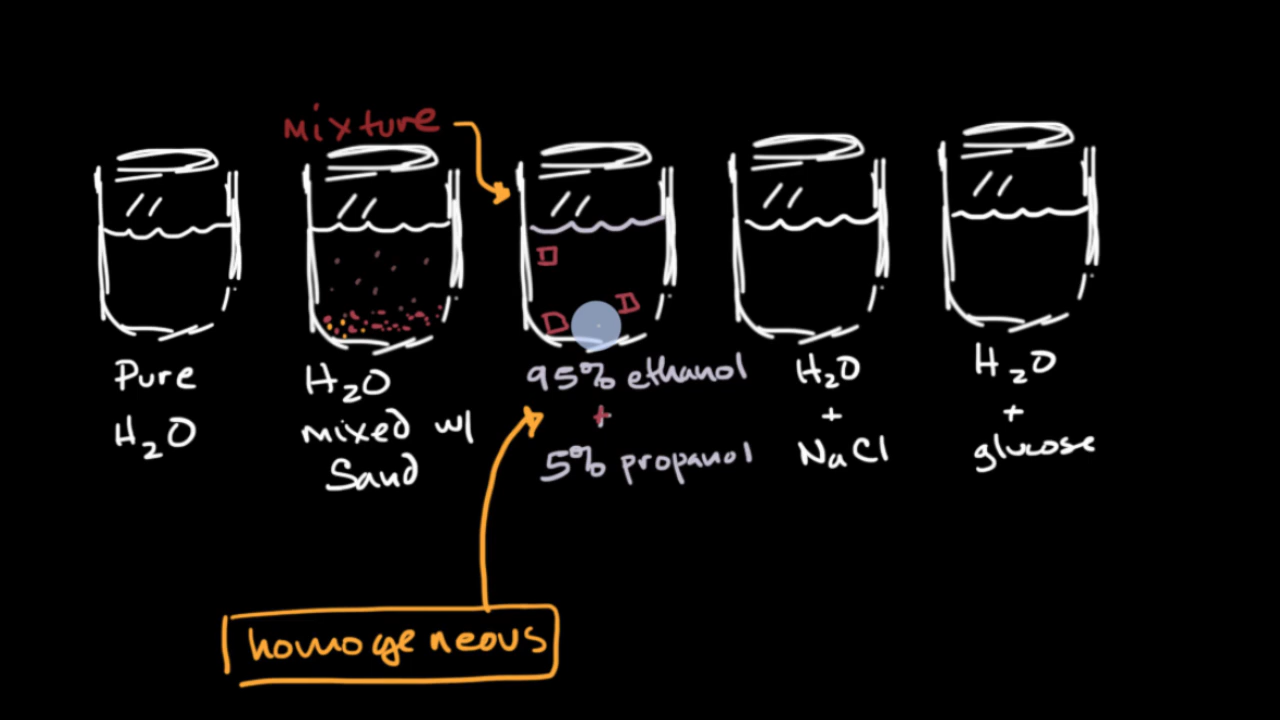 mixture
Pure
H₂O
H₂O
mixed w/
Sand
95% ethanol
+
5% propanol
H₂O
+
NaCl
H₂O
+
glucose
homogeneous